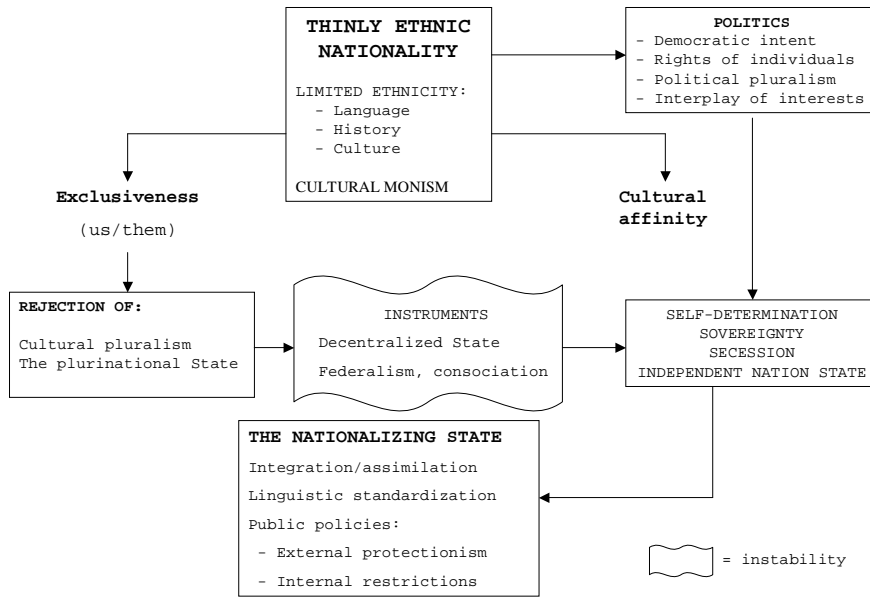 THINLY ETHNIC
NATIONALITY
LIMITED ETHNICITY:
- Language
- History
- Culture
CULTURAL MONISM
POLITICS
- Democratic intent
- Rights of individuals
- Political pluralism
- Interplay of interests
Exclusiveness
(us/them)
Cultural
affinity
REJECTION OF:
Cultural pluralism
The plurinational State
INSTRUMENTS
Decentralized State
Federalism, consociation
SELF-DETERMINATION
SOVEREIGNTY
SECESSION
INDEPENDENT NATION STATE
THE NATIONALIZING STATE
Integration/assimilation
Linguistic standardization
Public policies:
- External protectionism
- Internal restrictions
= instability